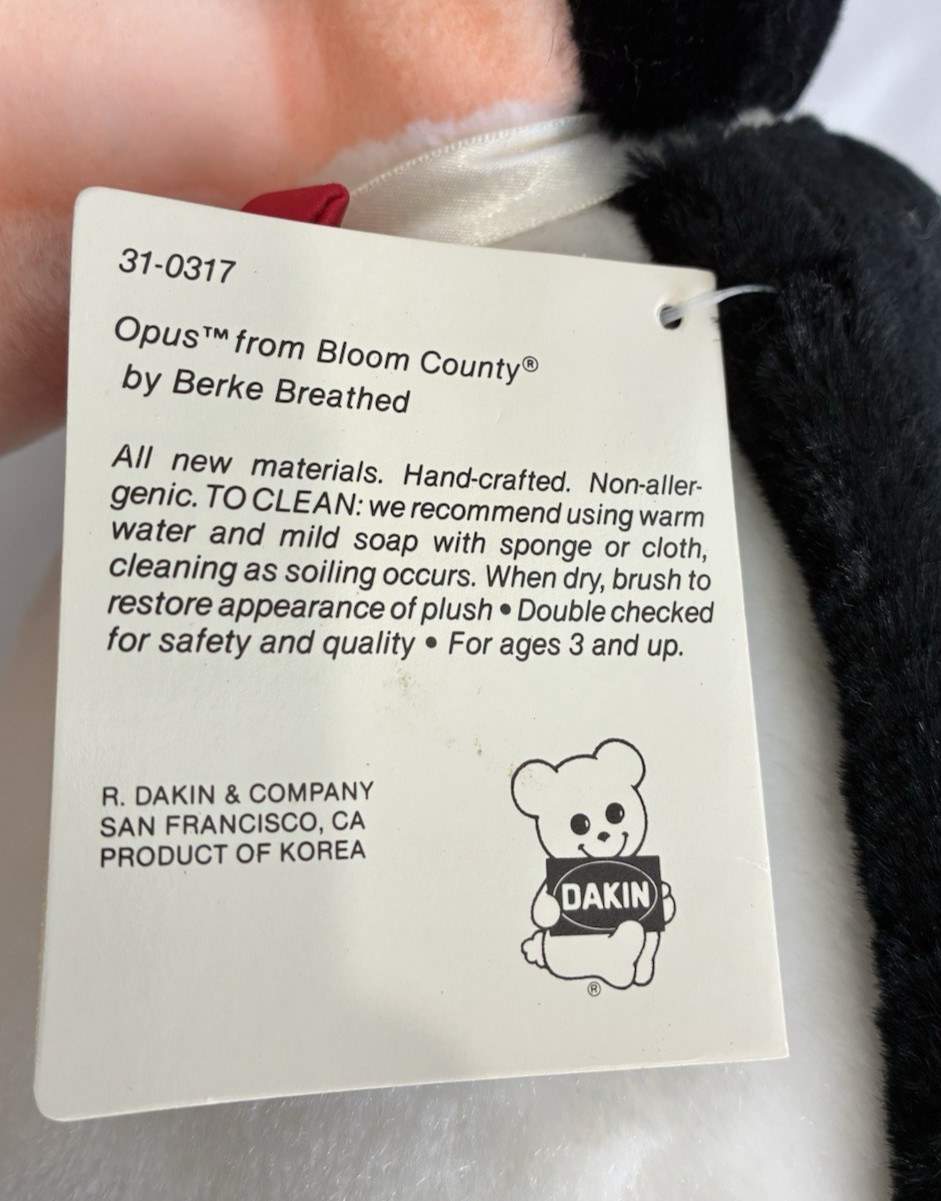 31-0317
Opus™ from Bloom County®
by Berke Breathed
All new materials. Hand-crafted. Non-aller-
genic. TO CLEAN: we recommend using warm
water and mild soap with sponge or cloth,
cleaning as soiling occurs. When dry, brush to
restore appearance of plush • Double checked
for safety and quality • For ages 3 and up.
R. DAKIN & COMPANY
SAN FRANCISCO, CA
PRODUCT OF KOREA
DAKIN
®